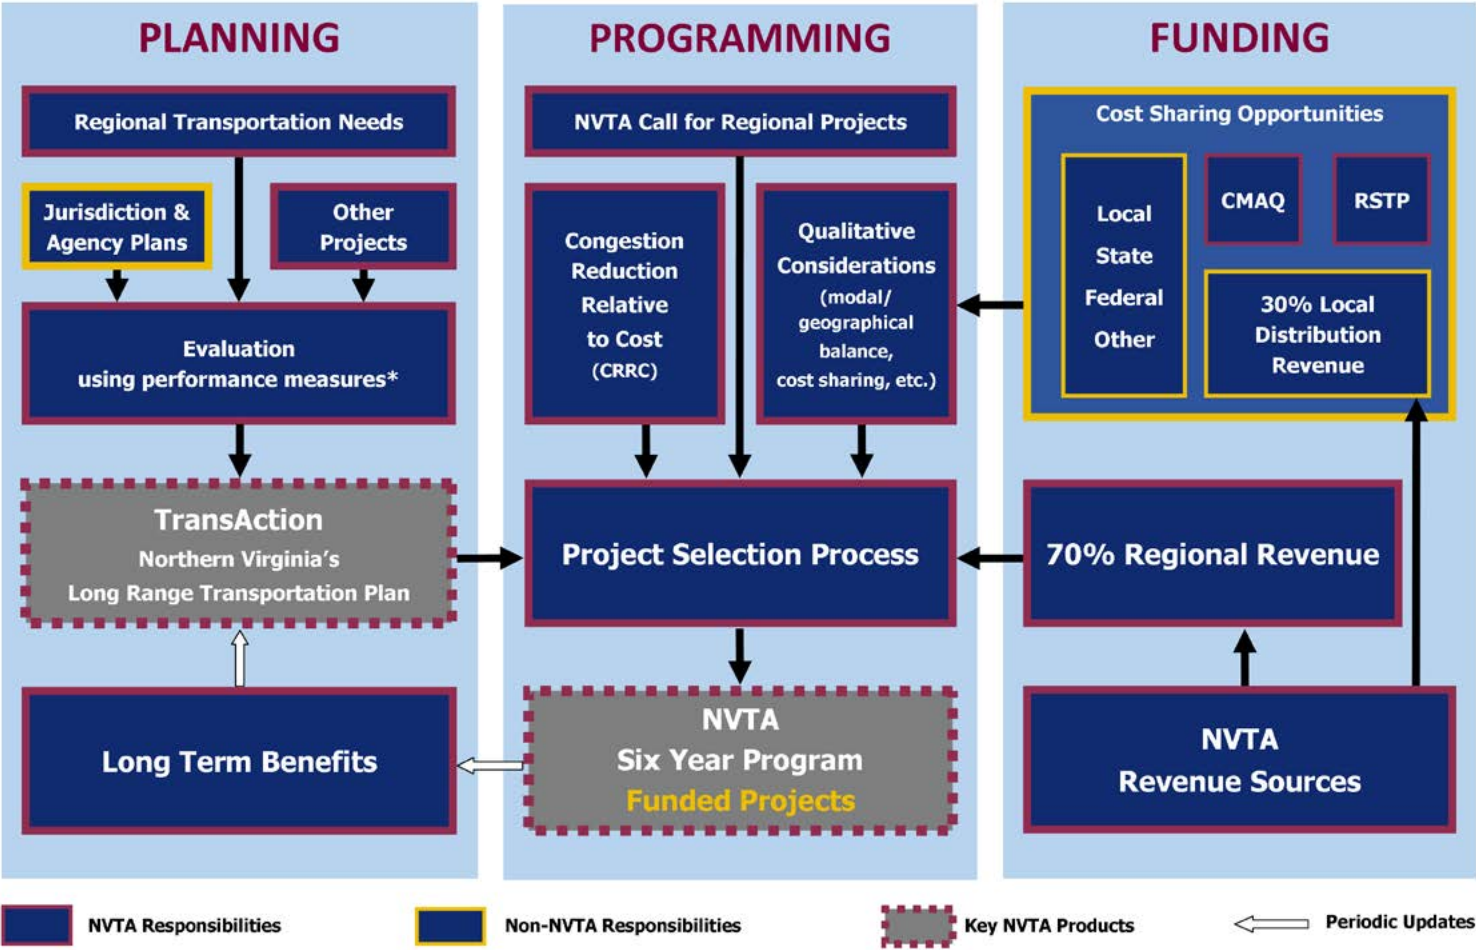 PLANNING
Regional Transportation Needs
Jurisdiction &
Agency Plans
Other
Projects
Evaluation
using performance measures*
TransAction
Northern Virginia's
Long Range Transportation Plan
Long Term Benefits
PROGRAMMING
NVTA Call for Regional Projects
Congestion
Reduction
Relative
to Cost
(CRRC)
Qualitative
Considerations
(modal/
geographical
balance,
cost sharing, etc.)
Project Selection Process
NVTA
Six Year Program
Funded Projects
FUNDING
Cost Sharing Opportunities
Local
State
Federal
Other
CMAQ
RSTP
30% Local
Distribution
Revenue
70% Regional Revenue
NVTA
Revenue Sources
NVTA Responsibilities
Non-NVTA Responsibilities
Key NVTA Products
Periodic Updates